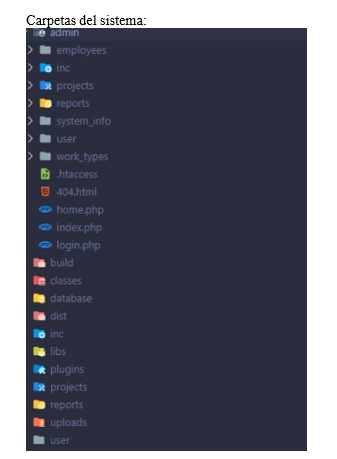 Carpetas del sistema:
admin
employees
inc
projects
reports
system_info
user
work_types
.htaccess
404.html
home.php
index.php
login.php
build
classes
database
dist
inc
libs
plugins
projects
reports
uploads
user